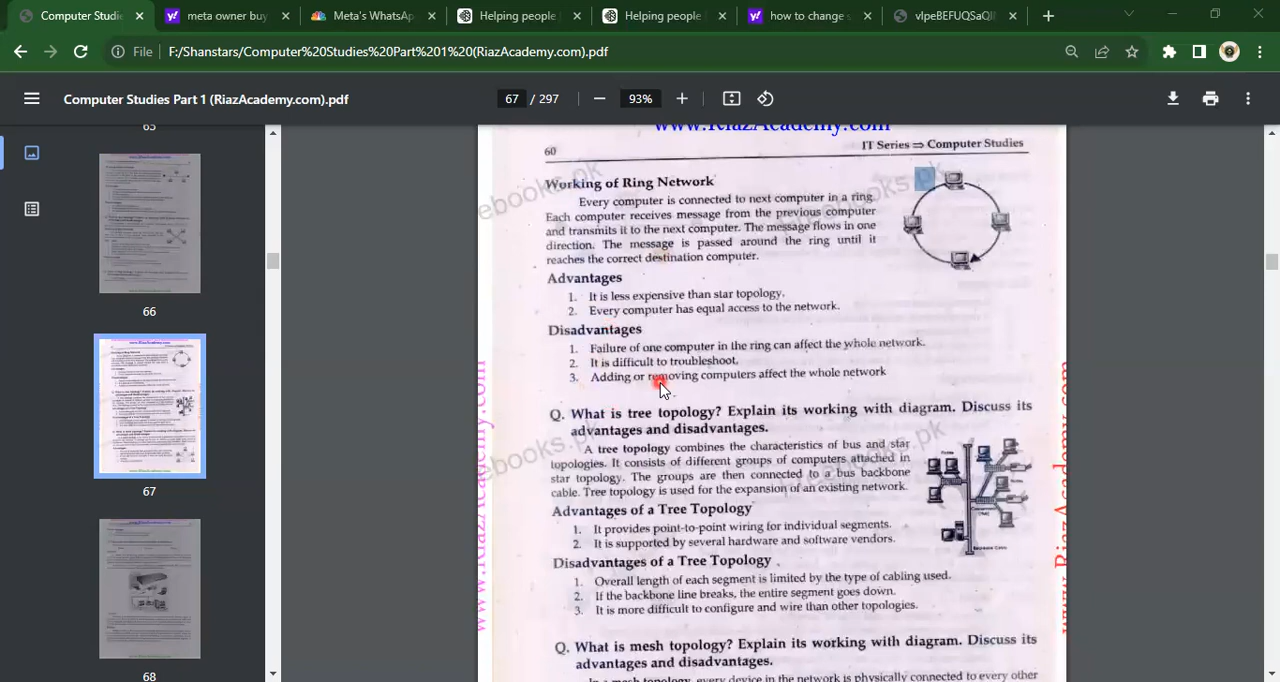 Computer Studi
meta owner buy
Meta's WhatsAp
Helping people
Helping people
how to change s
vlpeBEFUQSaQI
File F:/Shanstars/Computer%20Studies%20Part%201%20(RiazAcademy.com).pdf
Computer Studies Part 1 (RiazAcademy.com).pdf
67 / 297
93%
65
66
67
68
www.RiazAcademy.com
60
IT Series ⇒ Computer Studies
Working of Ring Network
Every computer is connected to next computer in a ring.
Each computer receives message from the previous computer
and transmits it to the next computer. The message flows in one
direction. The message is passed around the ring until it
reaches the correct destination computer.
Advantages
1. It is less expensive than star topology.
2. Every computer has equal access to the network.
Disadvantages
1. Failure of one computer in the ring can affect the whole network.
2. It is difficult to troubleshoot.
3. Adding or removing computers affect the whole network
Q. What is tree topology? Explain its working with diagram. Discuss its
advantages and disadvantages.
A tree topology combines the characteristics of bus and star
topologies. It consists of different groups of computers attached in
star topology. The groups are then connected to a bus backbone
cable. Tree topology is used for the expansion of an existing network.
Advantages of a Tree Topology
1. It provides point-to-point wiring for individual segments.
2. It is supported by several hardware and software vendors.
Disadvantages of a Tree Topology
1. Overall length of each segment is limited by the type of cabling used.
2. If the backbone line breaks, the entire segment goes down.
3. It is more difficult to configure and wire than other topologies.
Q. What is mesh topology? Explain its working with diagram. Discuss its
advantages and disadvantages.
In a mesh topology, every device in the network is physically connected to every other
www.RiazAcademy.com
www.RiazAcademy.com